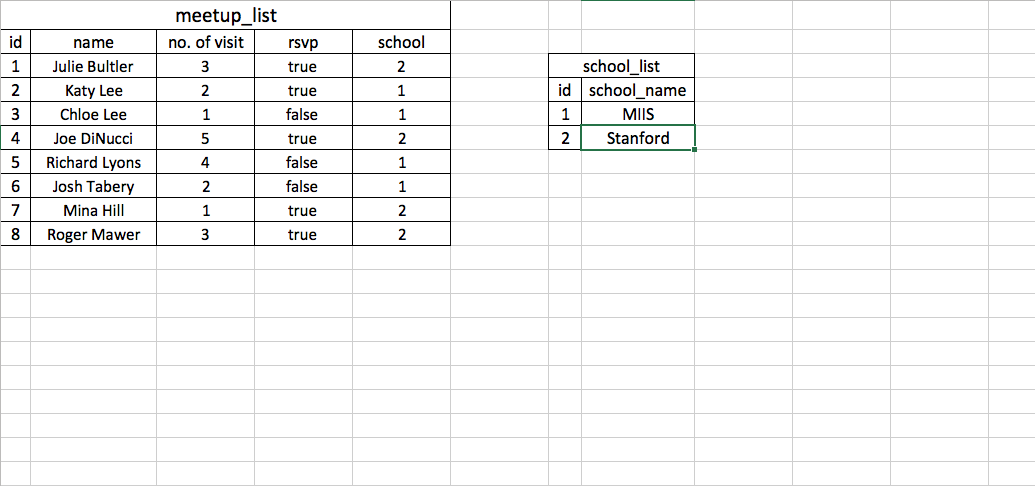 meetup_list
id name no. of visit rsvp school
1 Julie Bultler 3 true 2
2 Katy Lee 2 true 1
3 Chloe Lee 1 false 1
4 Joe DiNucci 5 true 2
5 Richard Lyons 4 false 1
6 Josh Tabery 2 false 1
7 Mina Hill 1 true 2
8 Roger Mawer 3 true 2
school_list
id school_name
1 MIIS
2 Stanford